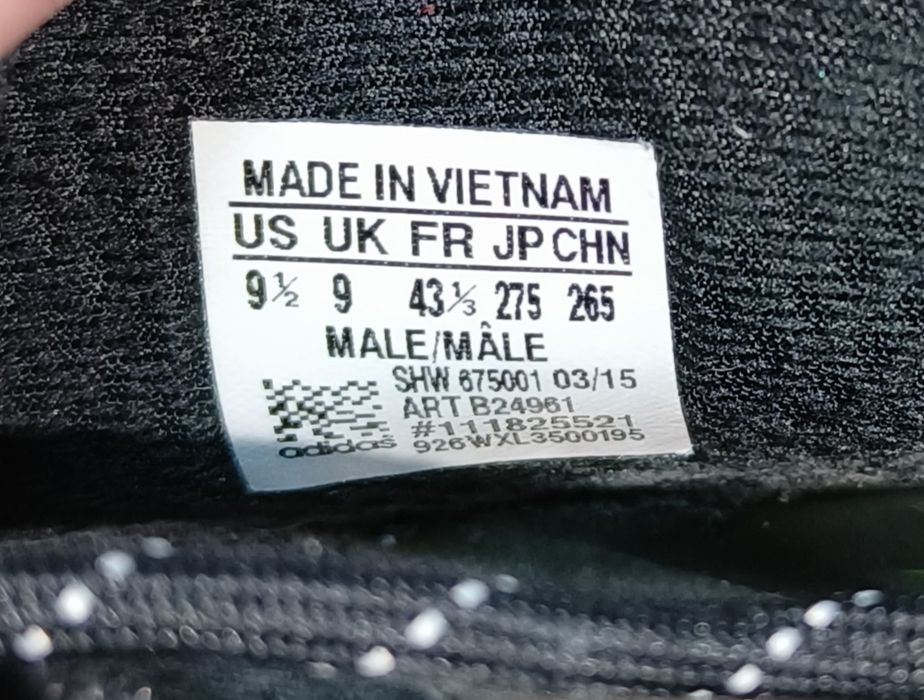 MADE IN VIETNAM
US UK FR JP CHN
9½ 9 43⅓ 275 265
MALE/MÂLE
SHW 675001 03/15
ART B24961
#111825521
926WXL3500195
adidas